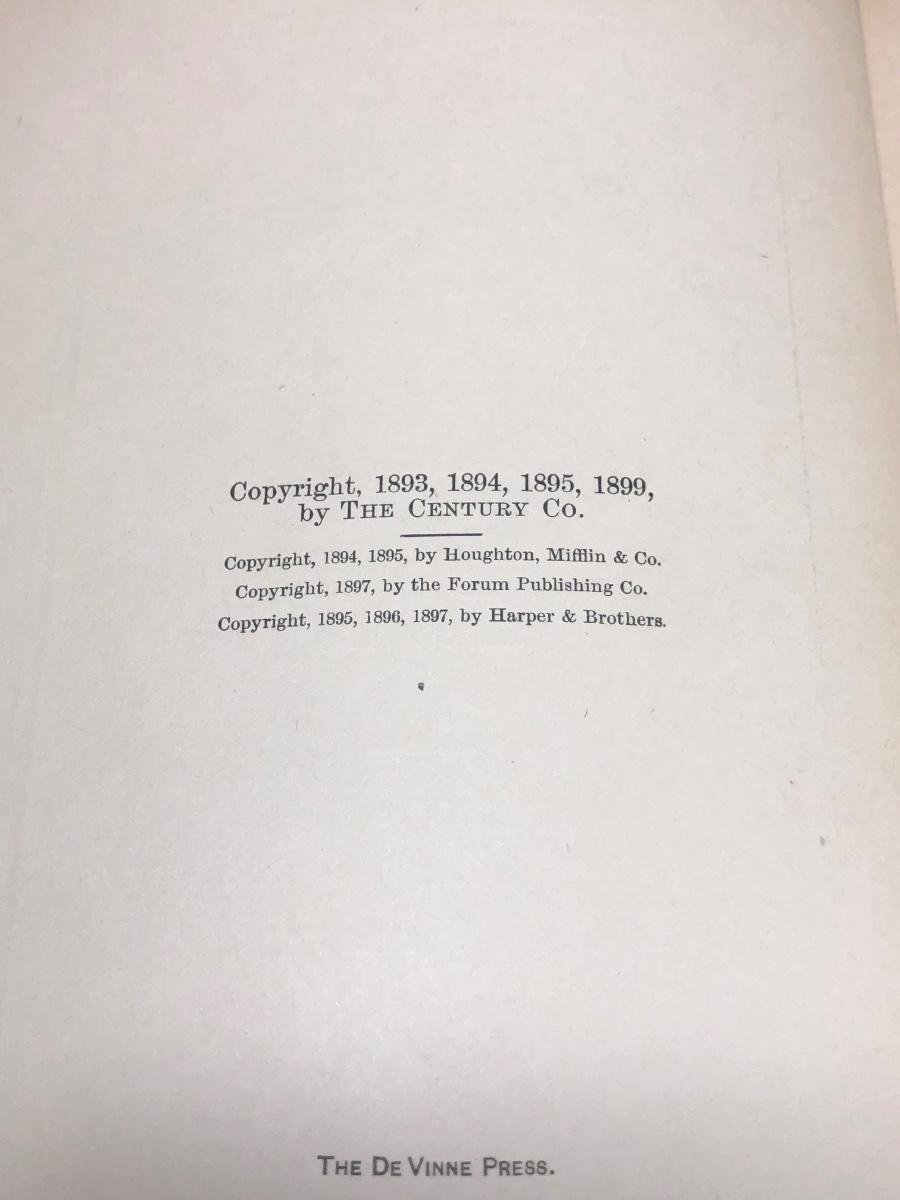 Copyright, 1893, 1894, 1895, 1899,
by THE CENTURY CO.
Copyright, 1894, 1895, by Houghton, Mifflin & Co.
Copyright, 1897, by the Forum Publishing Co.
Copyright, 1895, 1896, 1897, by Harper & Brothers.
THE DE VINNE PRESS.